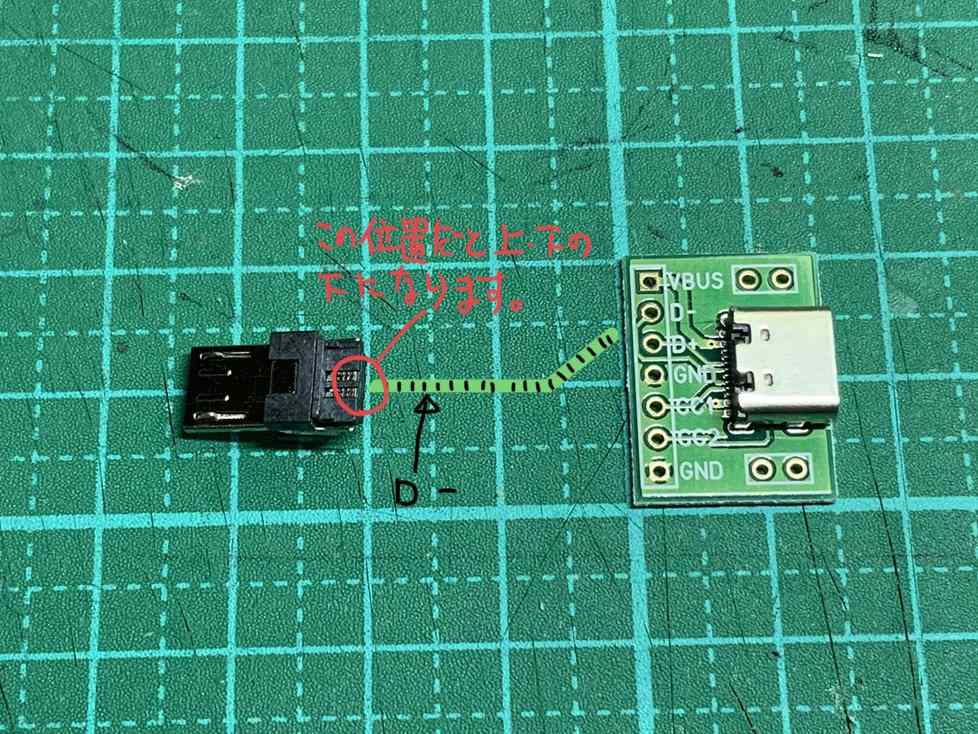 この位置だと上・下の
下になります。
D -
VBUS
D-
D+
GND
CC1
CC2
GND